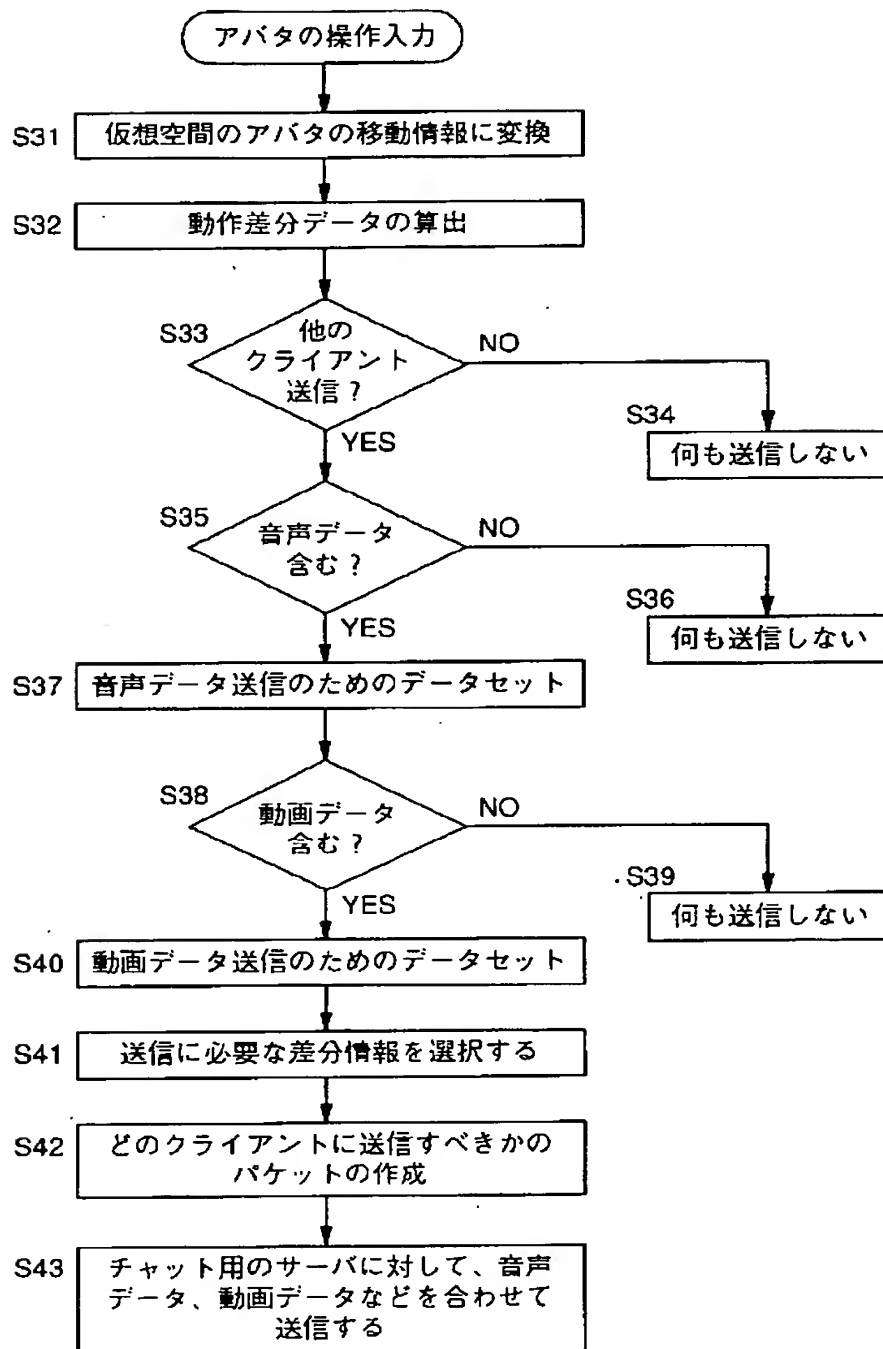 アバタの操作入力
S31
仮想空間のアバタの移動情報に変換
S32
動作差分データの算出
S33
他の
クライアント
送信？
NO
YES
S34
何も送信しない
S35
音声データ
含む？
NO
YES
S36
何も送信しない
S37
音声データ送信のためのデータセット
S38
動画データ
含む？
NO
YES
S39
何も送信しない
S40
動画データ送信のためのデータセット
S41
送信に必要な差分情報を選択する
S42
どのクライアントに送信すべきかの
パケットの作成
S43
チャット用のサーバに対して、音声
データ、動画データなどを合わせて
送信する